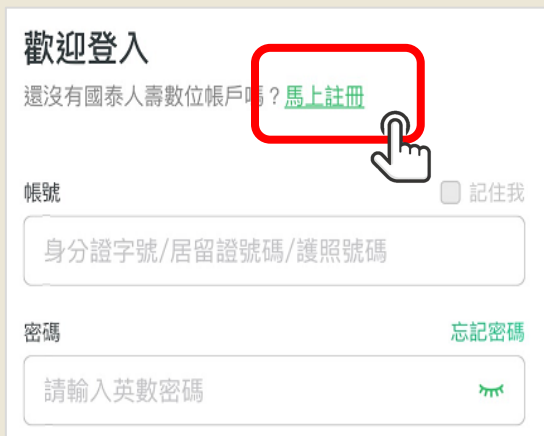 歡迎登入
還沒有國泰人壽數位帳戶嗎？馬上註冊
帳號
記住我
身分證字號/居留證號碼/護照號碼
密碼
忘記密碼
請輸入英數密碼